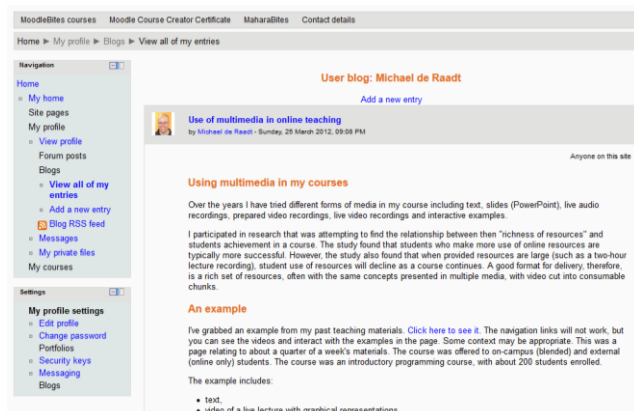 MoodleBites courses Moodle Course Creator Certificate MaharaBites Contact details
Home ► My profile ► Blogs ► View all of my entries
Navigation
Home
My home
Site pages
My profile
View profile
Forum posts
Blogs
View all of my
entries
Add a new entry
Blog RSS feed
Messages
My private files
My courses
Settings
My profile settings
Edit profile
Change password
Portfolios
Security keys
Messaging
Blogs
User blog: Michael de Raadt
Add a new entry
Use of multimedia in online teaching
by Michael de Raadt - Sunday, 25 March 2012, 09:06 PM
Anyone on this site
Using multimedia in my courses
Over the years I have tried different forms of media in my course including text, slides (PowerPoint), live audio
recordings, prepared video recordings, live video recordings and interactive examples.
I participated in research that was attempting to find the relationship between then "richness of resources" and
students achievement in a course. The study found that students who make more use of online resources are
typically more successful. However, the study also found that when provided resources are large (such as a two-hour
lecture recording), student use of resources will decline as a course continues. A good format for delivery, therefore,
is a rich set of resources, often with the same concepts presented in multiple media, with video cut into consumable
chunks.
An example
I've grabbed an example from my past teaching materials. Click here to see it. The navigation links will not work, but
you can see the videos and interact with the examples in the page. Some context may be appropriate. This was a
page relating to about a quarter of a week's materials. The course was offered to on-campus (blended) and external
(online only) students. The course was an introductory programming course, with about 200 students enrolled.
The example includes:
• text,
• video of a live lecture with graphical representations